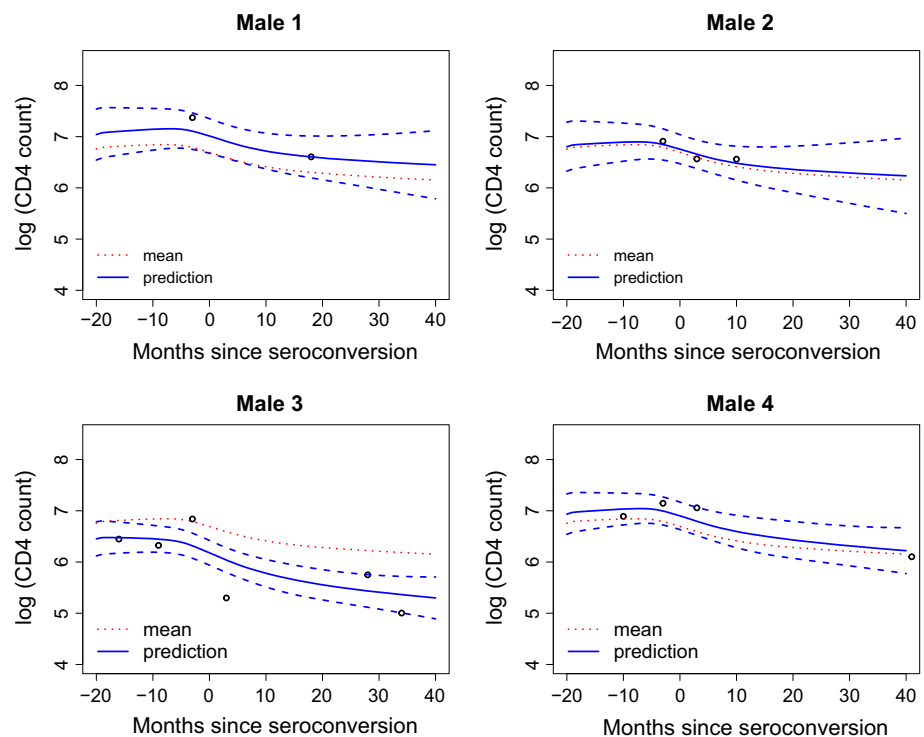 Male 1
log (CD4 count)
8
7
6
5
4
mean
prediction
−20 −10 0 10 20 30 40
Months since seroconversion
Male 2
log (CD4 count)
8
7
6
5
4
mean
prediction
−20 −10 0 10 20 30 40
Months since seroconversion
Male 3
log (CD4 count)
8
7
6
5
4
mean
prediction
−20 −10 0 10 20 30 40
Months since seroconversion
Male 4
log (CD4 count)
8
7
6
5
4
mean
prediction
−20 −10 0 10 20 30 40
Months since seroconversion